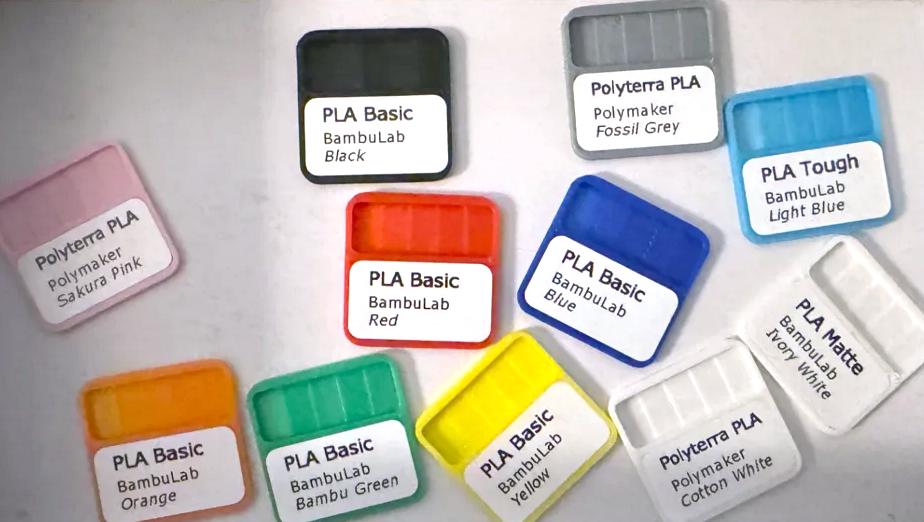 PLA Basic
BambuLab
Black
Polyterra PLA
Polymaker
Fossil Grey
PLA Tough
BambuLab
Light Blue
Polyterra PLA
Polymaker
Sakura Pink
PLA Basic
BambuLab
Red
PLA Basic
BambuLab
Blue
PLA Matte
BambuLab
Ivory White
PLA Basic
BambuLab
Orange
PLA Basic
BambuLab
Bambu Green
PLA Basic
BambuLab
Yellow
Polyterra PLA
Polymaker
Cotton White